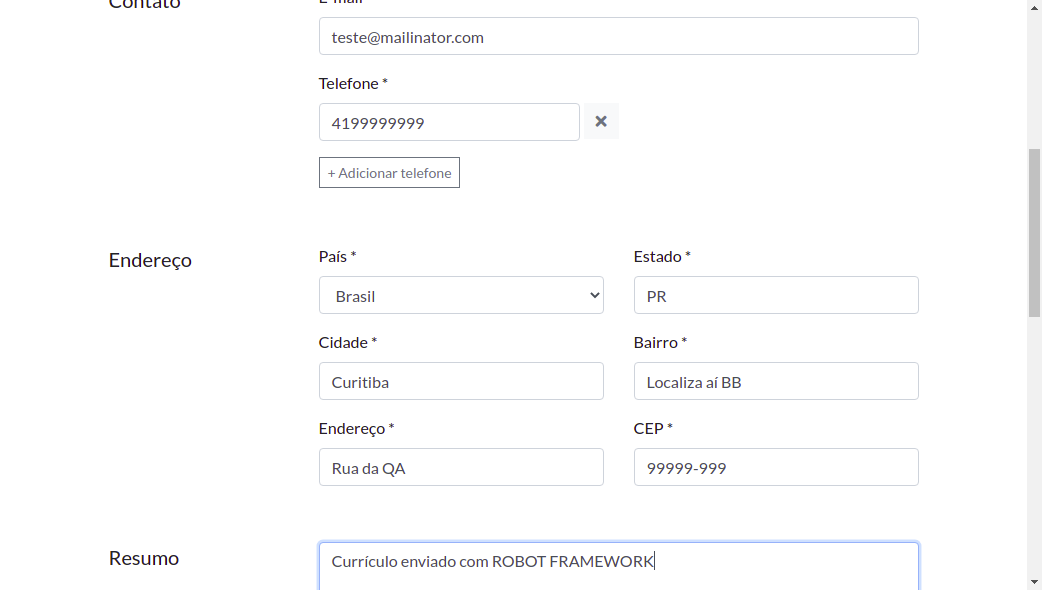 Contato
E-mail
teste@mailinator.com
Telefone *
4199999999
+ Adicionar telefone
Endereço
País *
Estado *
Brasil
PR
Cidade *
Bairro *
Curitiba
Localiza aí BB
Endereço *
CEP *
Rua da QA
99999-999
Resumo
Currículo enviado com ROBOT FRAMEWORK